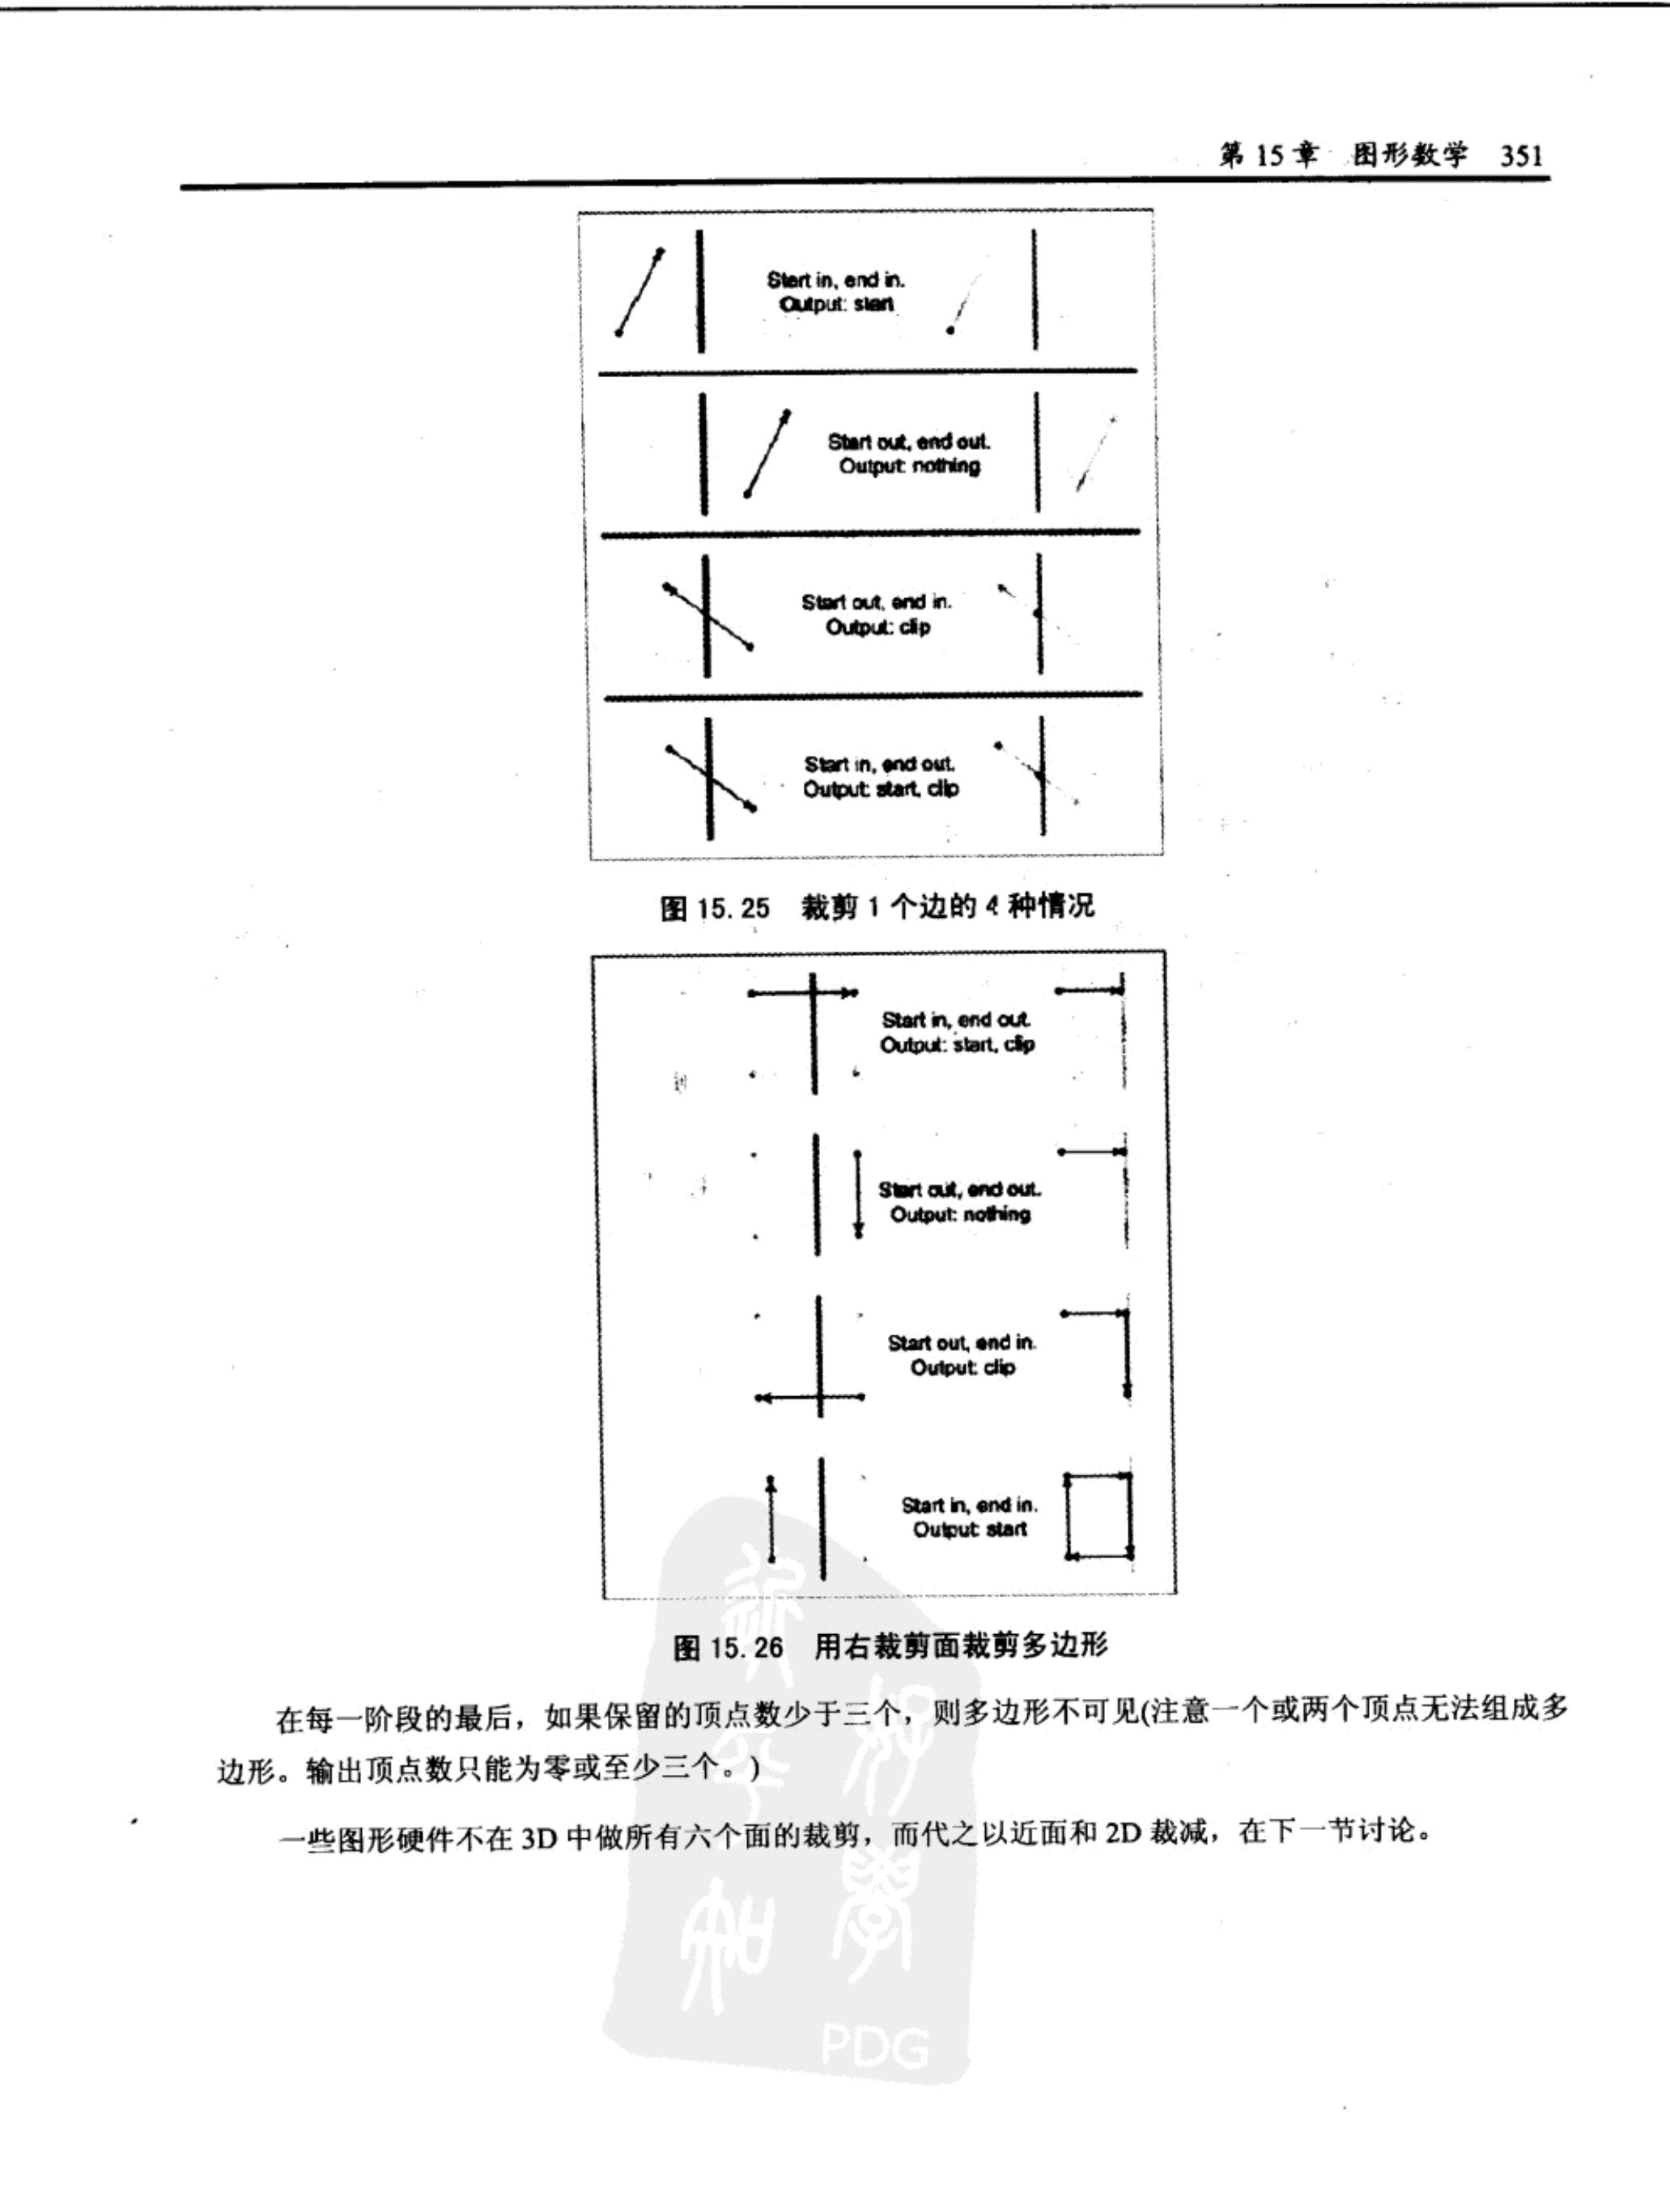 第 15 章 图形数学 351
Start in, end in.
Output: start
Start out, end out.
Output: nothing
Start out, end in.
Output: clip
Start in, end out.
Output: start, clip
图 15.25 裁剪 1 个边的 4 种情况
Start in, end out.
Output: start, clip
Start out, end out.
Output: nothing
Start out, end in.
Output: clip
Start in, end in.
Output: start
图 15.26 用右裁剪面裁剪多边形
在每一阶段的最后，如果保留的顶点数少于三个，则多边形不可见(注意一个或两个顶点无法组成多
边形。输出顶点数只能为零或至少三个。)
一些图形硬件不在 3D 中做所有六个面的裁剪，而代之以近面和 2D 裁减，在下一节讨论。
PDG